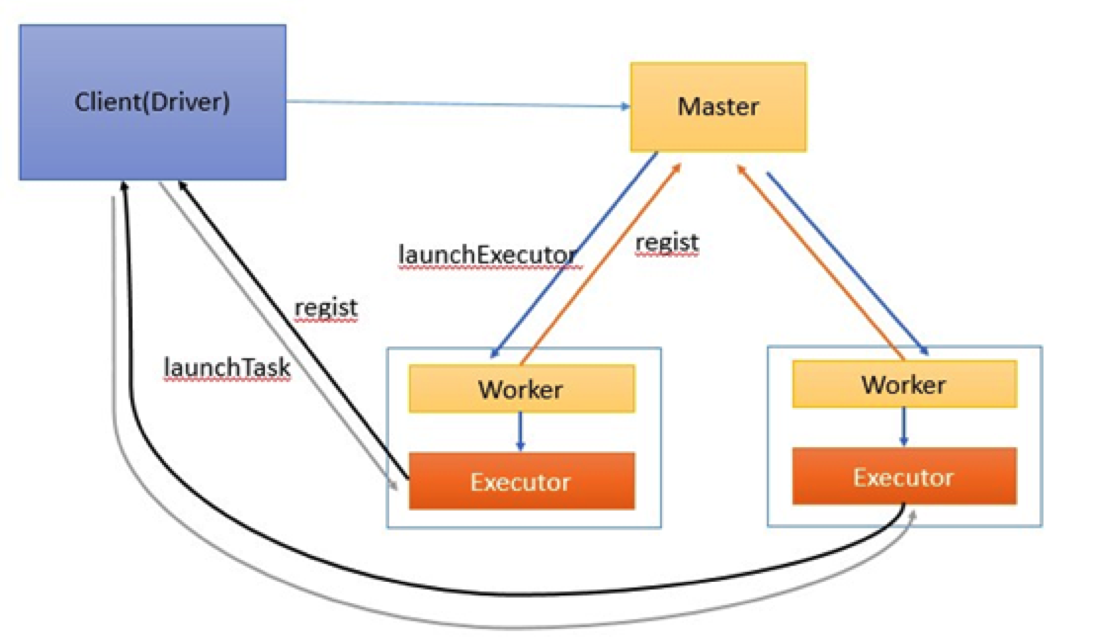 Client(Driver)
Master
launchExecutor
regist
regist
launchTask
Worker
Worker
Executor
Executor